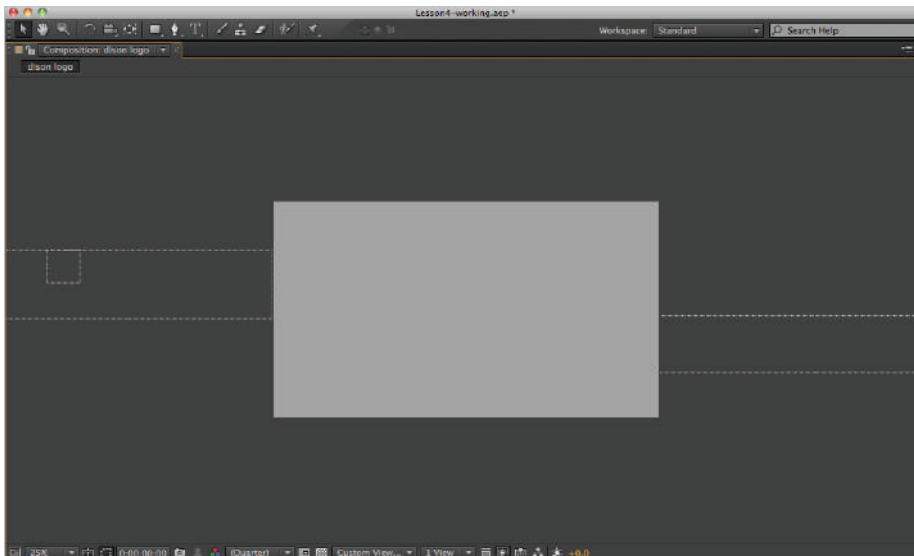 Lesson4-working.aep *
Workspace: Standard
Search Help
Composition: dison logo
dison logo
25%
0:00:00:00
(Quarter)
Custom View...
1 View
+0.0